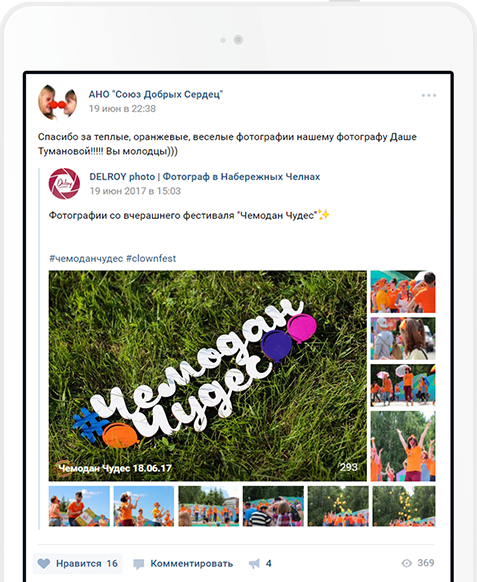 АНО "Союз Добрых Сердец"
19 июн в 22:38
Спасибо за теплые, оранжевые, веселые фотографии нашему фотографу Даше
Тумановой!!!!! Вы молодцы)))
Delroy
DELROY photo | Фотограф в Набережных Челнах
19 июн 2017 в 15:03
Фотографии со вчерашнего фестиваля "Чемодан Чудес"✨
#чемоданчудес #clownfest
#Чемодан
Чудес
Чемодан Чудес 18.06.17
293
Нравится 16
Комментировать
4
369